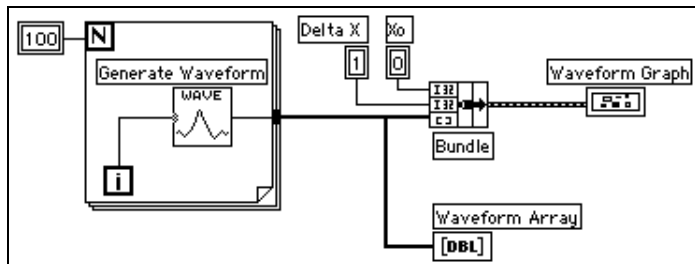 100
N
Generate Waveform
WAVE
i
Delta X
Xo
1
0
I32
I32
[]
Bundle
Waveform Graph
Waveform Array
[DBL]